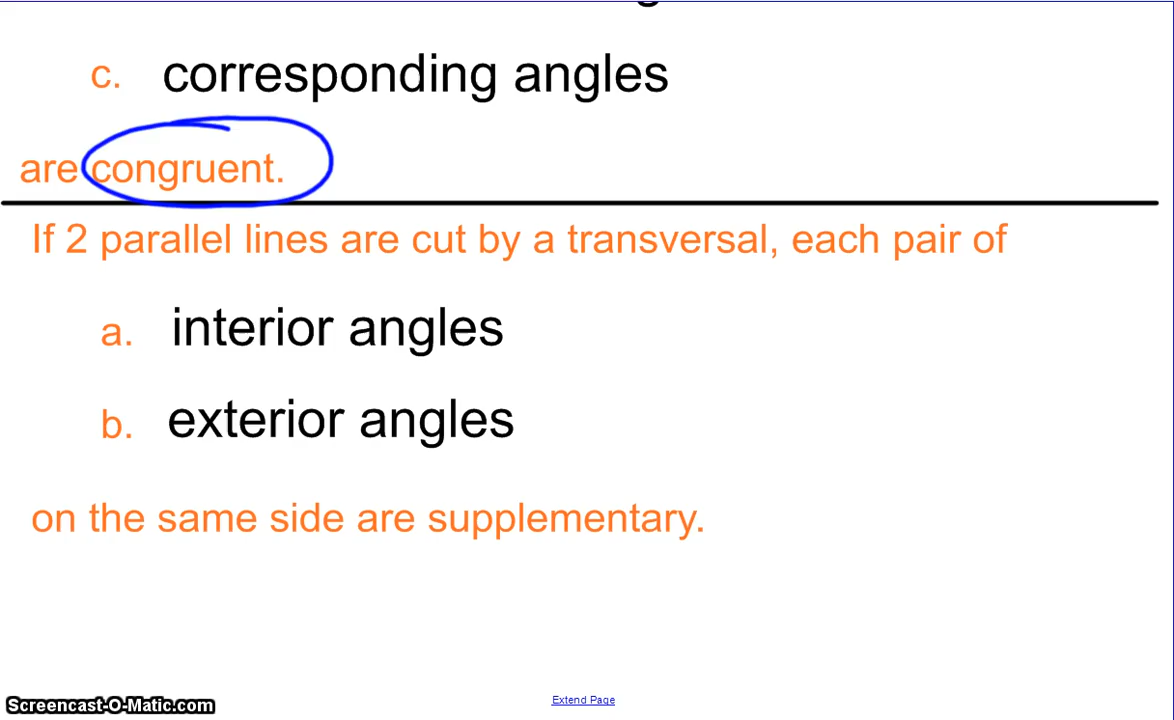 c. corresponding angles
are congruent.
If 2 parallel lines are cut by a transversal, each pair of
a. interior angles
b. exterior angles
on the same side are supplementary.
Extend Page
Screencast-O-Matic.com